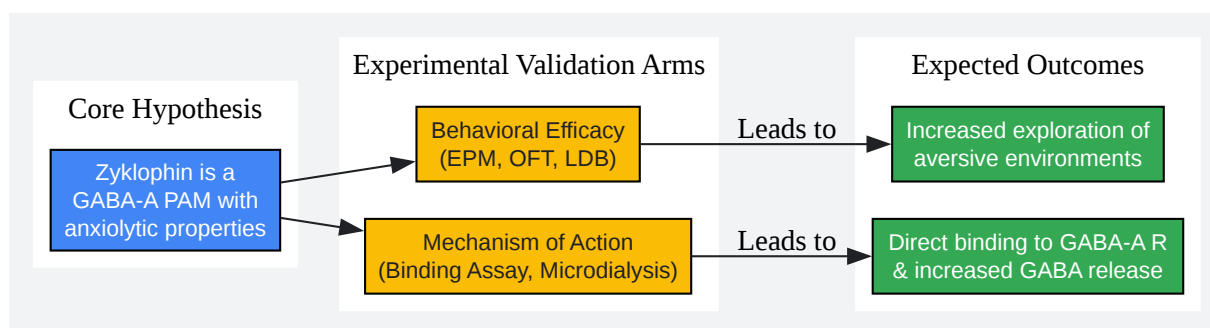 Core Hypothesis
Zyklophin is a
GABA-A PAM with
anxiolytic properties
Experimental Validation Arms
Behavioral Efficacy
(EPM, OFT, LDB)
Mechanism of Action
(Binding Assay, Microdialysis)
Leads to
Leads to
Expected Outcomes
Increased exploration of
aversive environments
Direct binding to GABA-A R
& increased GABA release